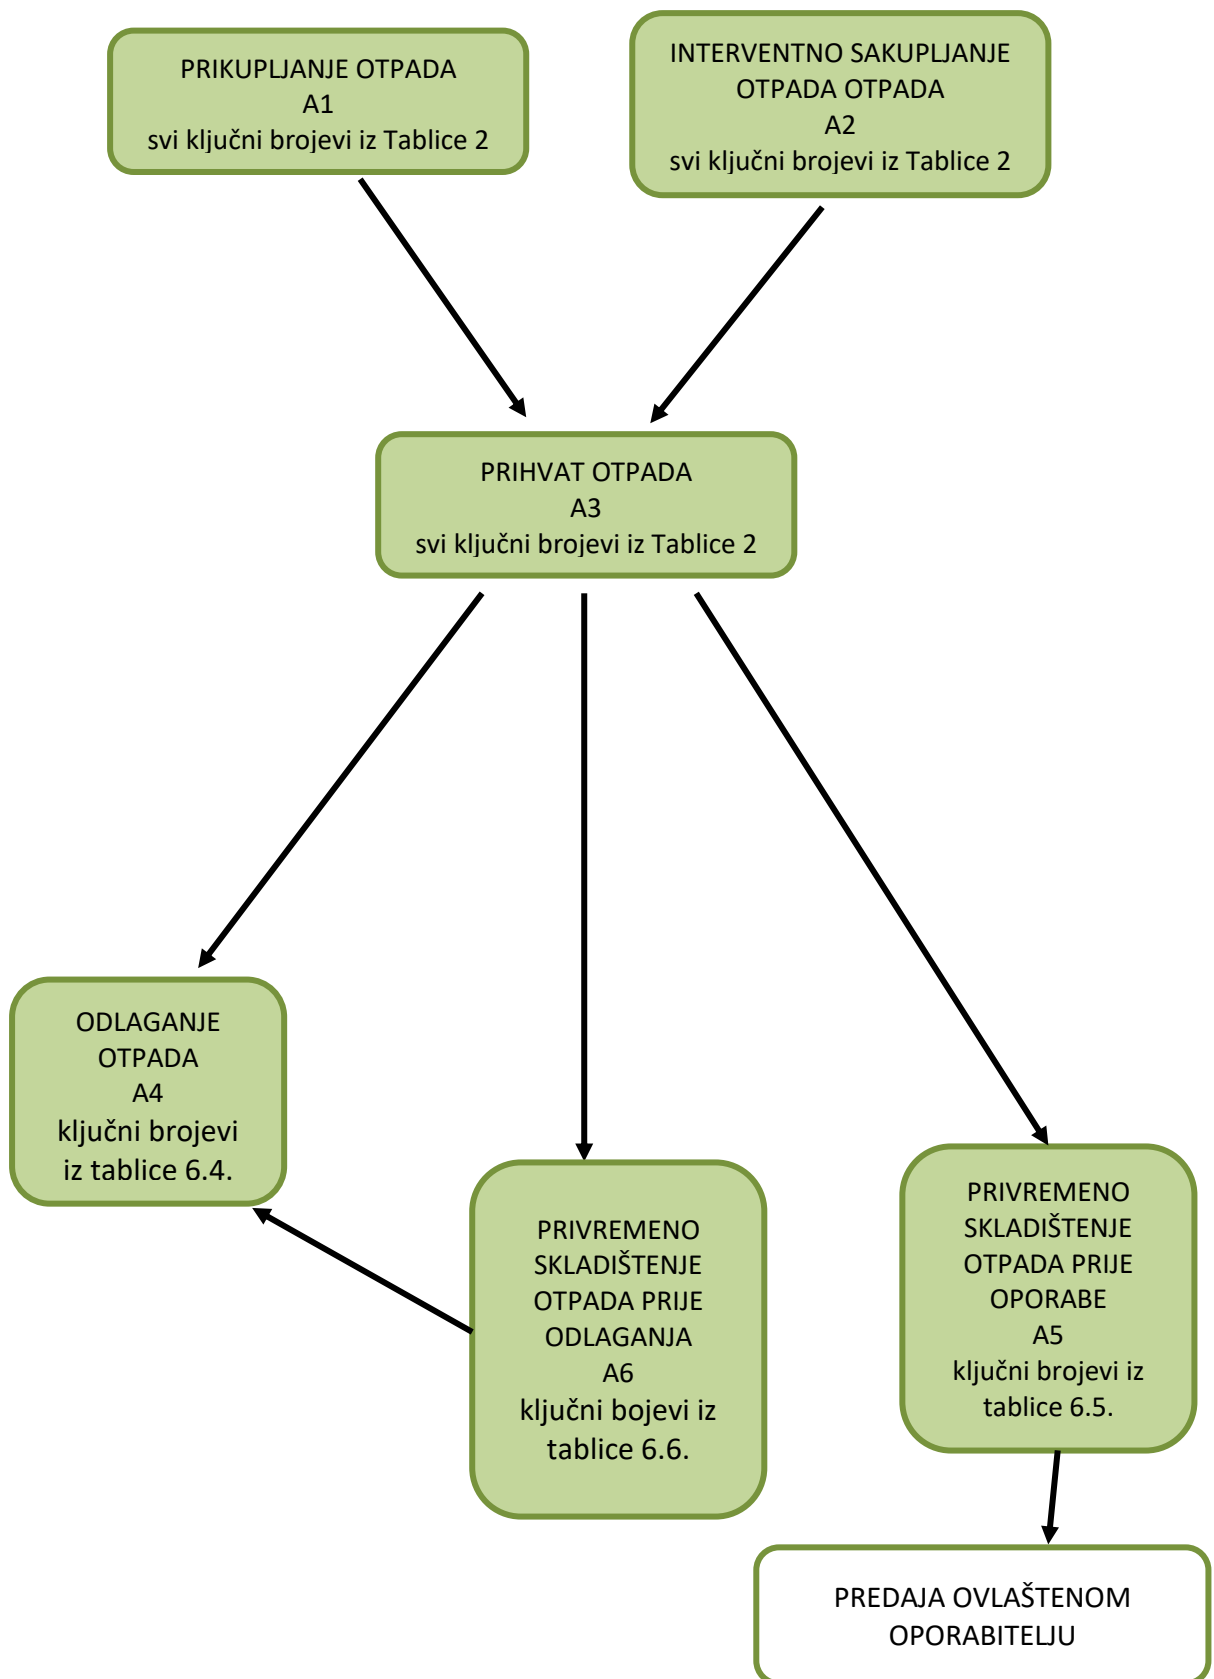 PRIKUPLJANJE OTPADA
A1
svi ključni brojevi iz Tablice 2
INTERVENTNO SAKUPLJANJE
OTPADA OTPADA
A2
svi ključni brojevi iz Tablice 2
PRIHVAT OTPADA
A3
svi ključni brojevi iz Tablice 2
ODLAGANJE
OTPADA
A4
ključni brojevi
iz tablice 6.4.
PRIVREMENO
SKLADIŠTENJE
OTPADA PRIJE
ODLAGANJA
A6
ključni bojevi iz
tablice 6.6.
PRIVREMENO
SKLADIŠTENJE
OTPADA PRIJE
OPORABE
A5
ključni brojevi iz
tablice 6.5.
PREDAJA OVLAŠTENOM
OPORABITELJU